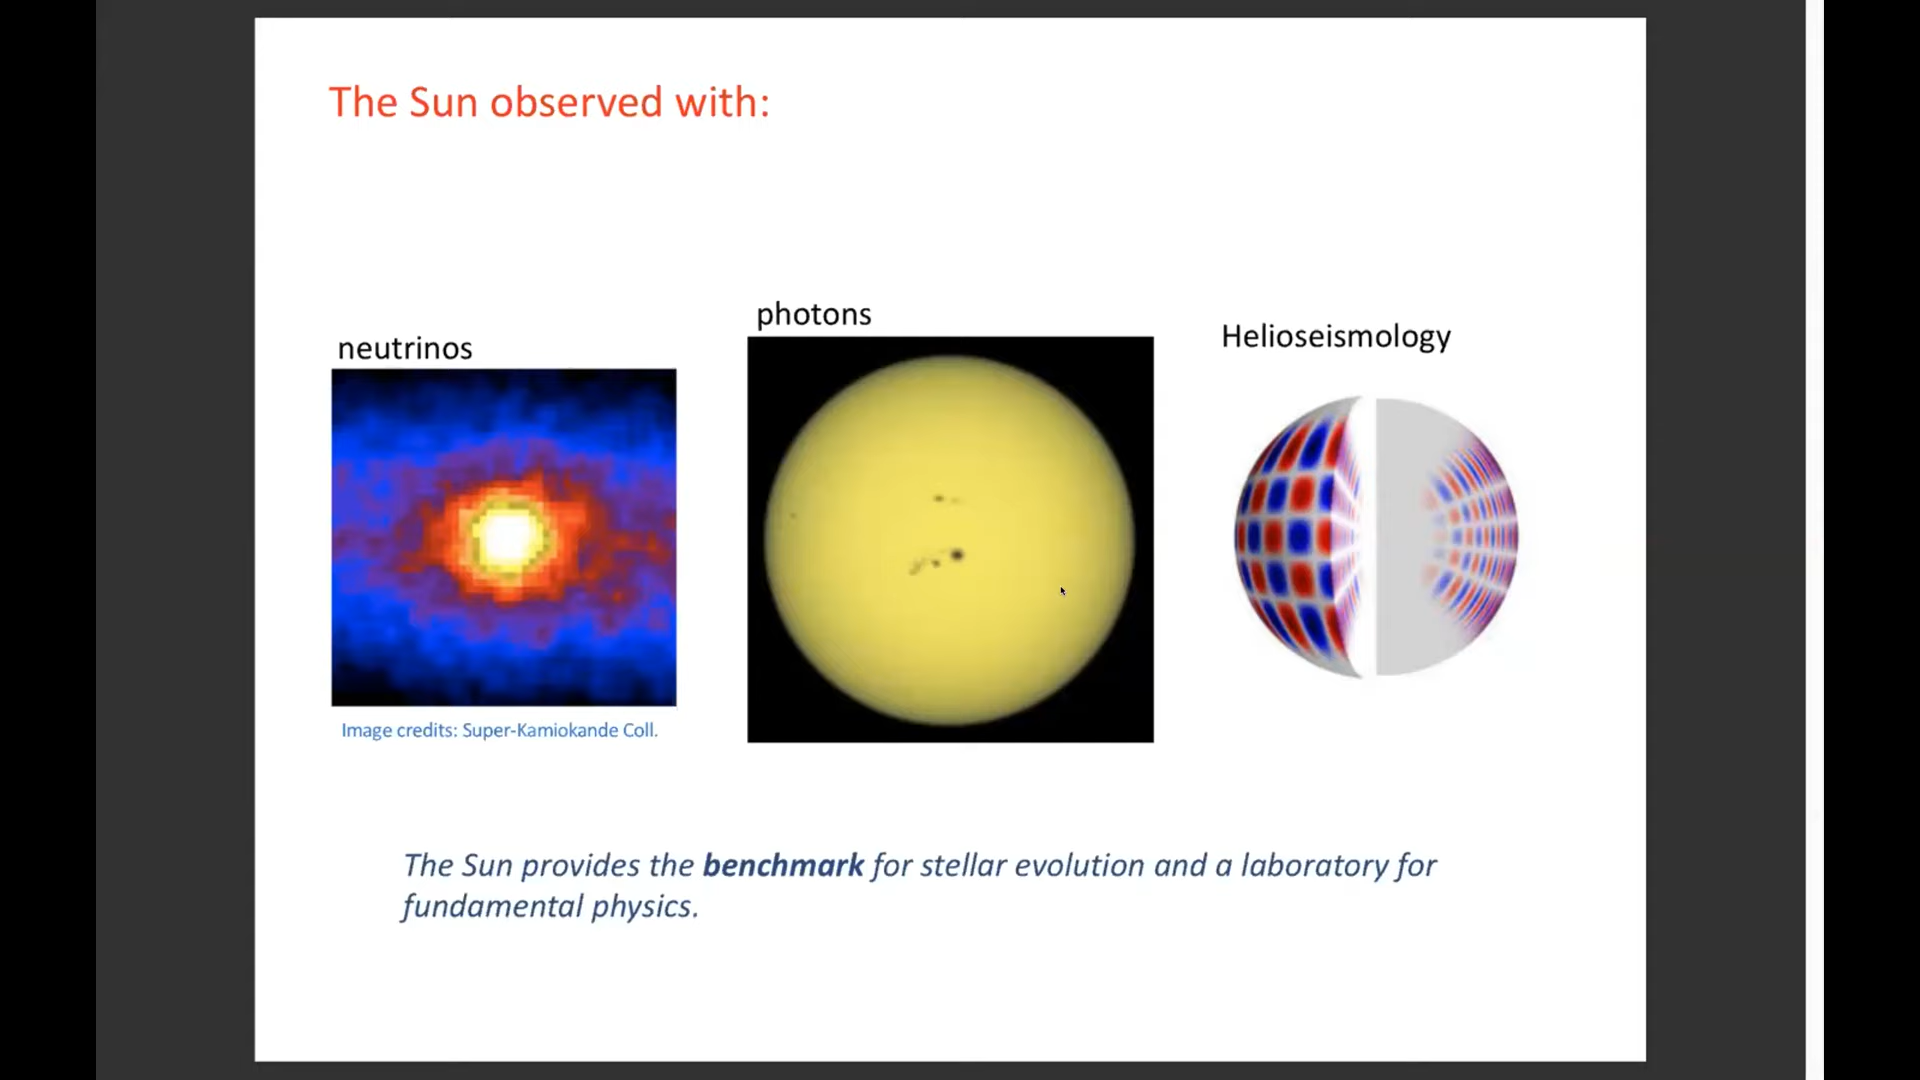 The Sun observed with:
neutrinos
photons
Helioseismology
Image credits: Super-Kamiokande Coll.
The Sun provides the benchmark for stellar evolution and a laboratory for
fundamental physics.